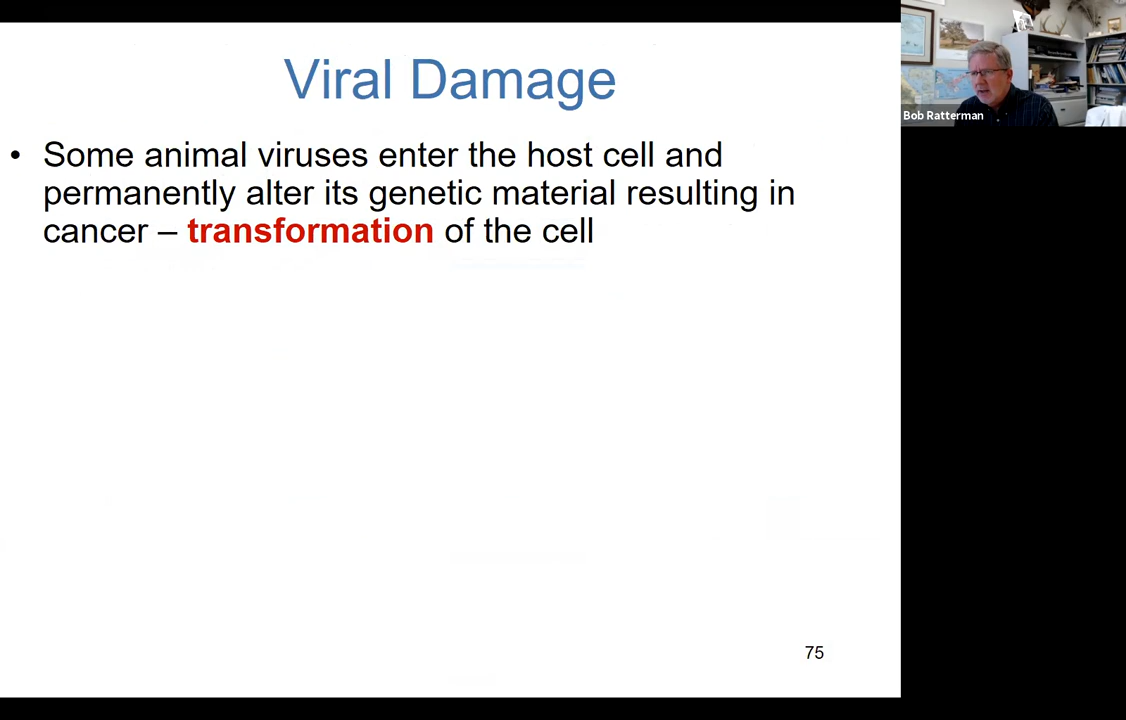 Viral Damage
• Some animal viruses enter the host cell and
permanently alter its genetic material resulting in
cancer – transformation of the cell
75
Bob Ratterman